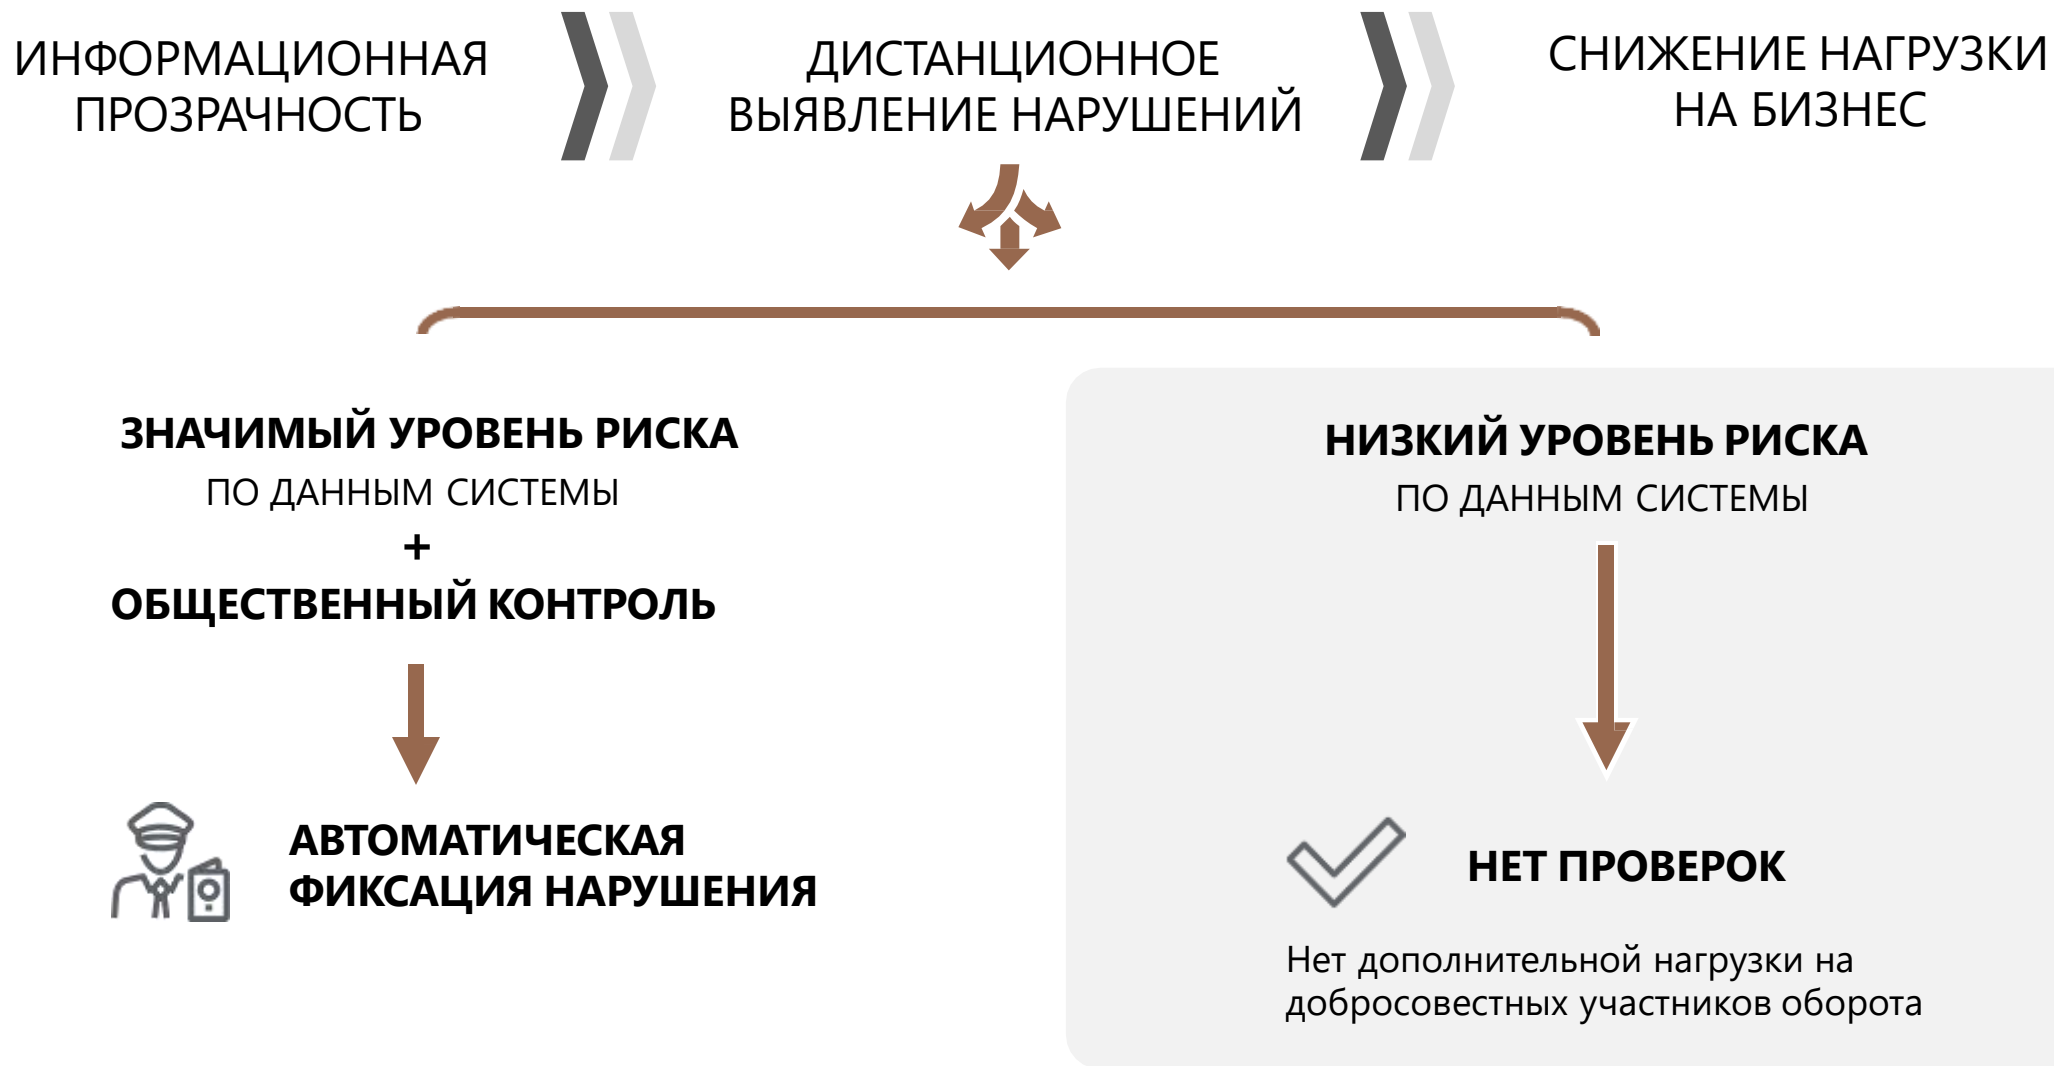 ИНФОРМАЦИОННАЯ
ПРОЗРАЧНОСТЬ
ДИСТАНЦИОННОЕ
ВЫЯВЛЕНИЕ НАРУШЕНИЙ
СНИЖЕНИЕ НАГРУЗКИ
НА БИЗНЕС
ЗНАЧИМЫЙ УРОВЕНЬ РИСКА
ПО ДАННЫМ СИСТЕМЫ
+
ОБЩЕСТВЕННЫЙ КОНТРОЛЬ
АВТОМАТИЧЕСКАЯ
ФИКСАЦИЯ НАРУШЕНИЯ
НИЗКИЙ УРОВЕНЬ РИСКА
ПО ДАННЫМ СИСТЕМЫ
НЕТ ПРОВЕРОК
Нет дополнительной нагрузки на
добросовестных участников оборота